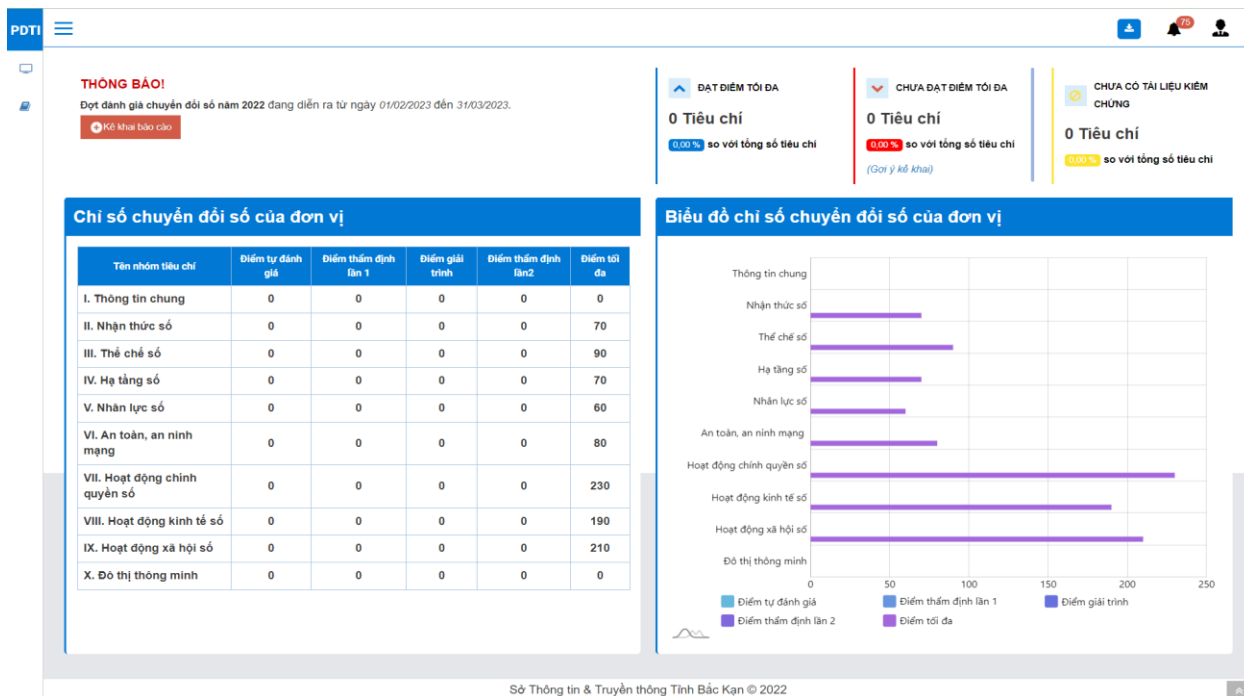 PDTI
75
THÔNG BÁO!
Đợt đánh giá chuyển đổi số năm 2022 đang diễn ra từ ngày 01/02/2023 đến 31/03/2023.
Kê khai báo cáo
ĐẠT ĐIỂM TỐI ĐA
0 Tiêu chí
0,00 % so với tổng số tiêu chí
CHƯA ĐẠT ĐIỂM TỐI ĐA
0 Tiêu chí
0,00 % so với tổng số tiêu chí
(Gợi ý kê khai)
CHƯA CÓ TÀI LIỆU KIỂM
CHỨNG
0 Tiêu chí
0,00 % so với tổng số tiêu chí
Chỉ số chuyển đổi số của đơn vị
Tên nhóm tiêu chí
Điểm tự đánh
giá
Điểm thẩm định
lần 1
Điểm giải
trình
Điểm thẩm định
lần2
Điểm tối
đa
I. Thông tin chung 0 0 0 0 0
II. Nhận thức số 0 0 0 0 70
III. Thể chế số 0 0 0 0 90
IV. Hạ tầng số 0 0 0 0 70
V. Nhân lực số 0 0 0 0 60
VI. An toàn, an ninh
mạng 0 0 0 0 80
VII. Hoạt động chính
quyền số 0 0 0 0 230
VIII. Hoạt động kinh tế số 0 0 0 0 190
IX. Hoạt động xã hội số 0 0 0 0 210
X. Đô thị thông minh 0 0 0 0 0
Biểu đồ chỉ số chuyển đổi số của đơn vị
Thông tin chung
Nhận thức số
Thể chế số
Hạ tầng số
Nhân lực số
An toàn, an ninh mạng
Hoạt động chính quyền số
Hoạt động kinh tế số
Hoạt động xã hội số
Đô thị thông minh
0 50 100 150 200 250
Điểm tự đánh giá Điểm thẩm định lần 1 Điểm giải trình
Điểm thẩm định lần 2 Điểm tối đa
Sở Thông tin & Truyền thông Tỉnh Bắc Kạn © 2022